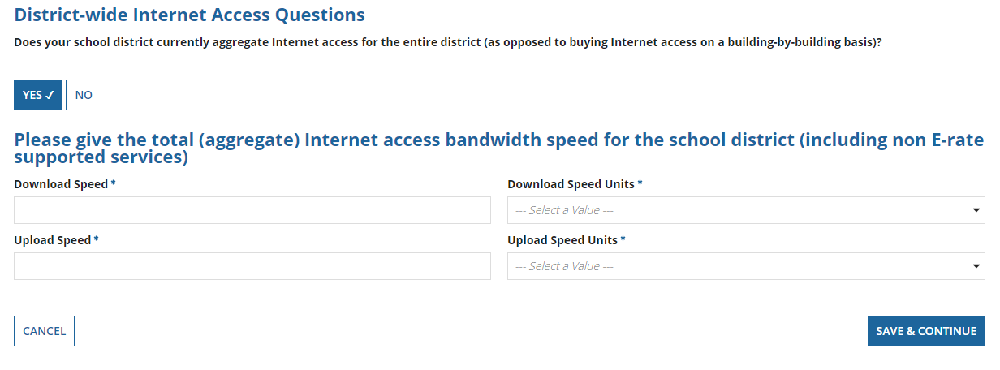 District-wide Internet Access Questions
Does your school district currently aggregate Internet access for the entire district (as opposed to buying Internet access on a building-by-building basis)?
YES ✓ NO
Please give the total (aggregate) Internet access bandwidth speed for the school district (including non E-rate
supported services)
Download Speed * Download Speed Units *
--- Select a Value ---
Upload Speed * Upload Speed Units *
--- Select a Value ---
CANCEL SAVE & CONTINUE